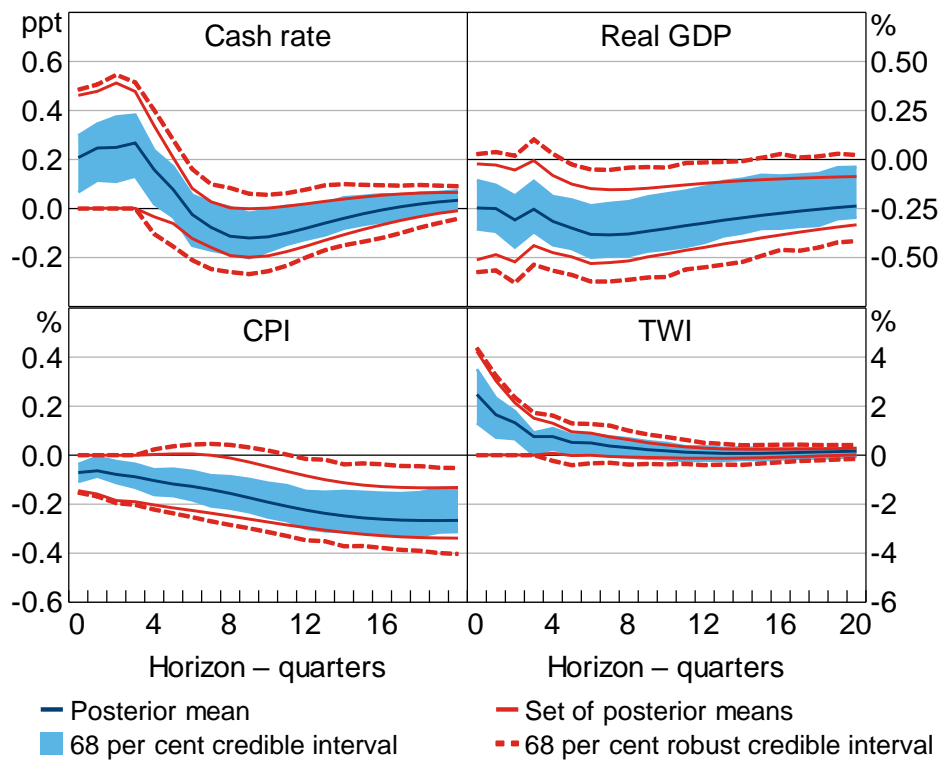 ppt Cash rate Real GDP %
0.6 0.50
0.4 0.25
0.2 0.00
0.0 -0.25
-0.2 -0.50
% CPI TWI %
0.4 4
0.2 2
0.0 0
-0.2 -2
-0.4 -4
-0.6 -6
0 4 8 12 16 0 4 8 12 16 20
Horizon – quarters Horizon – quarters
Posterior mean Set of posterior means
68 per cent credible interval 68 per cent robust credible interval